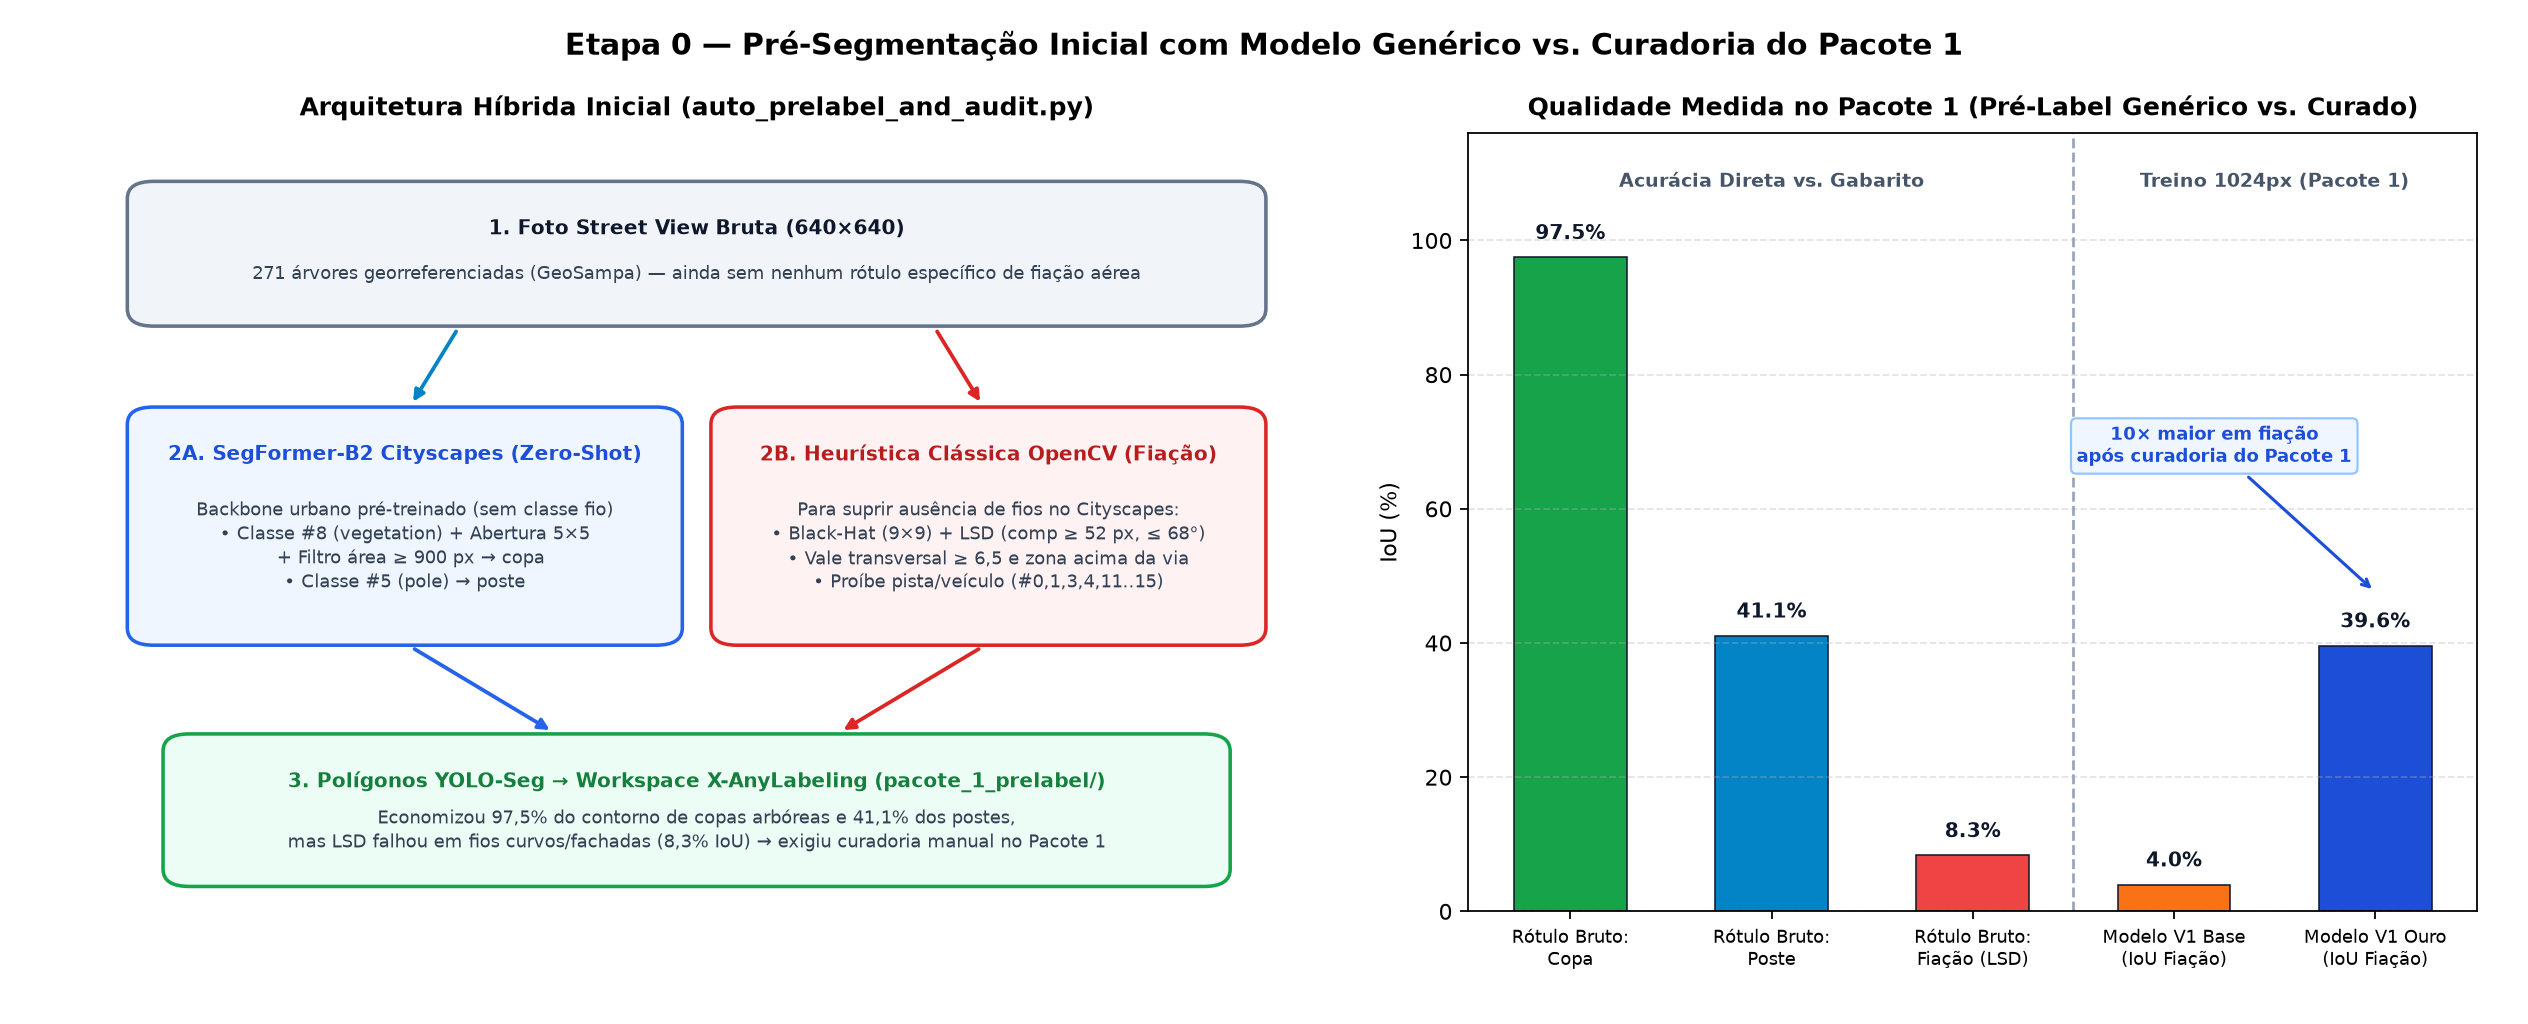 Etapa 0 — Pré-Segmentação Inicial com Modelo Genérico vs. Curadoria do Pacote 1
Arquitetura Híbrida Inicial (auto_prelabel_and_audit.py)
1. Foto Street View Bruta (640×640)
271 árvores georreferenciadas (GeoSampa) — ainda sem nenhum rótulo específico de fiação aérea
2A. SegFormer-B2 Cityscapes (Zero-Shot)
Backbone urbano pré-treinado (sem classe fio)
• Classe #8 (vegetation) + Abertura 5×5
+ Filtro área ≥ 900 px → copa
• Classe #5 (pole) → poste
2B. Heurística Clássica OpenCV (Fiação)
Para suprir ausência de fios no Cityscapes:
• Black-Hat (9×9) + LSD (comp ≥ 52 px, ≤ 68°)
• Vale transversal ≥ 6,5 e zona acima da via
• Proíbe pista/veículo (#0,1,3,4,11..15)
3. Polígonos YOLO-Seg → Workspace X-AnyLabeling (pacote_1_prelabel/)
Economizou 97,5% do contorno de copas arbóreas e 41,1% dos postes,
mas LSD falhou em fios curvos/fachadas (8,3% IoU) → exigiu curadoria manual no Pacote 1
Qualidade Medida no Pacote 1 (Pré-Label Genérico vs. Curado)
Acurácia Direta vs. Gabarito
Treino 1024px (Pacote 1)
IoU (%)
100
80
60
40
20
0
97.5%
41.1%
8.3%
4.0%
39.6%
10× maior em fiação
após curadoria do Pacote 1
Rótulo Bruto:
Copa
Rótulo Bruto:
Poste
Rótulo Bruto:
Fiação (LSD)
Modelo V1 Base
(IoU Fiação)
Modelo V1 Ouro
(IoU Fiação)